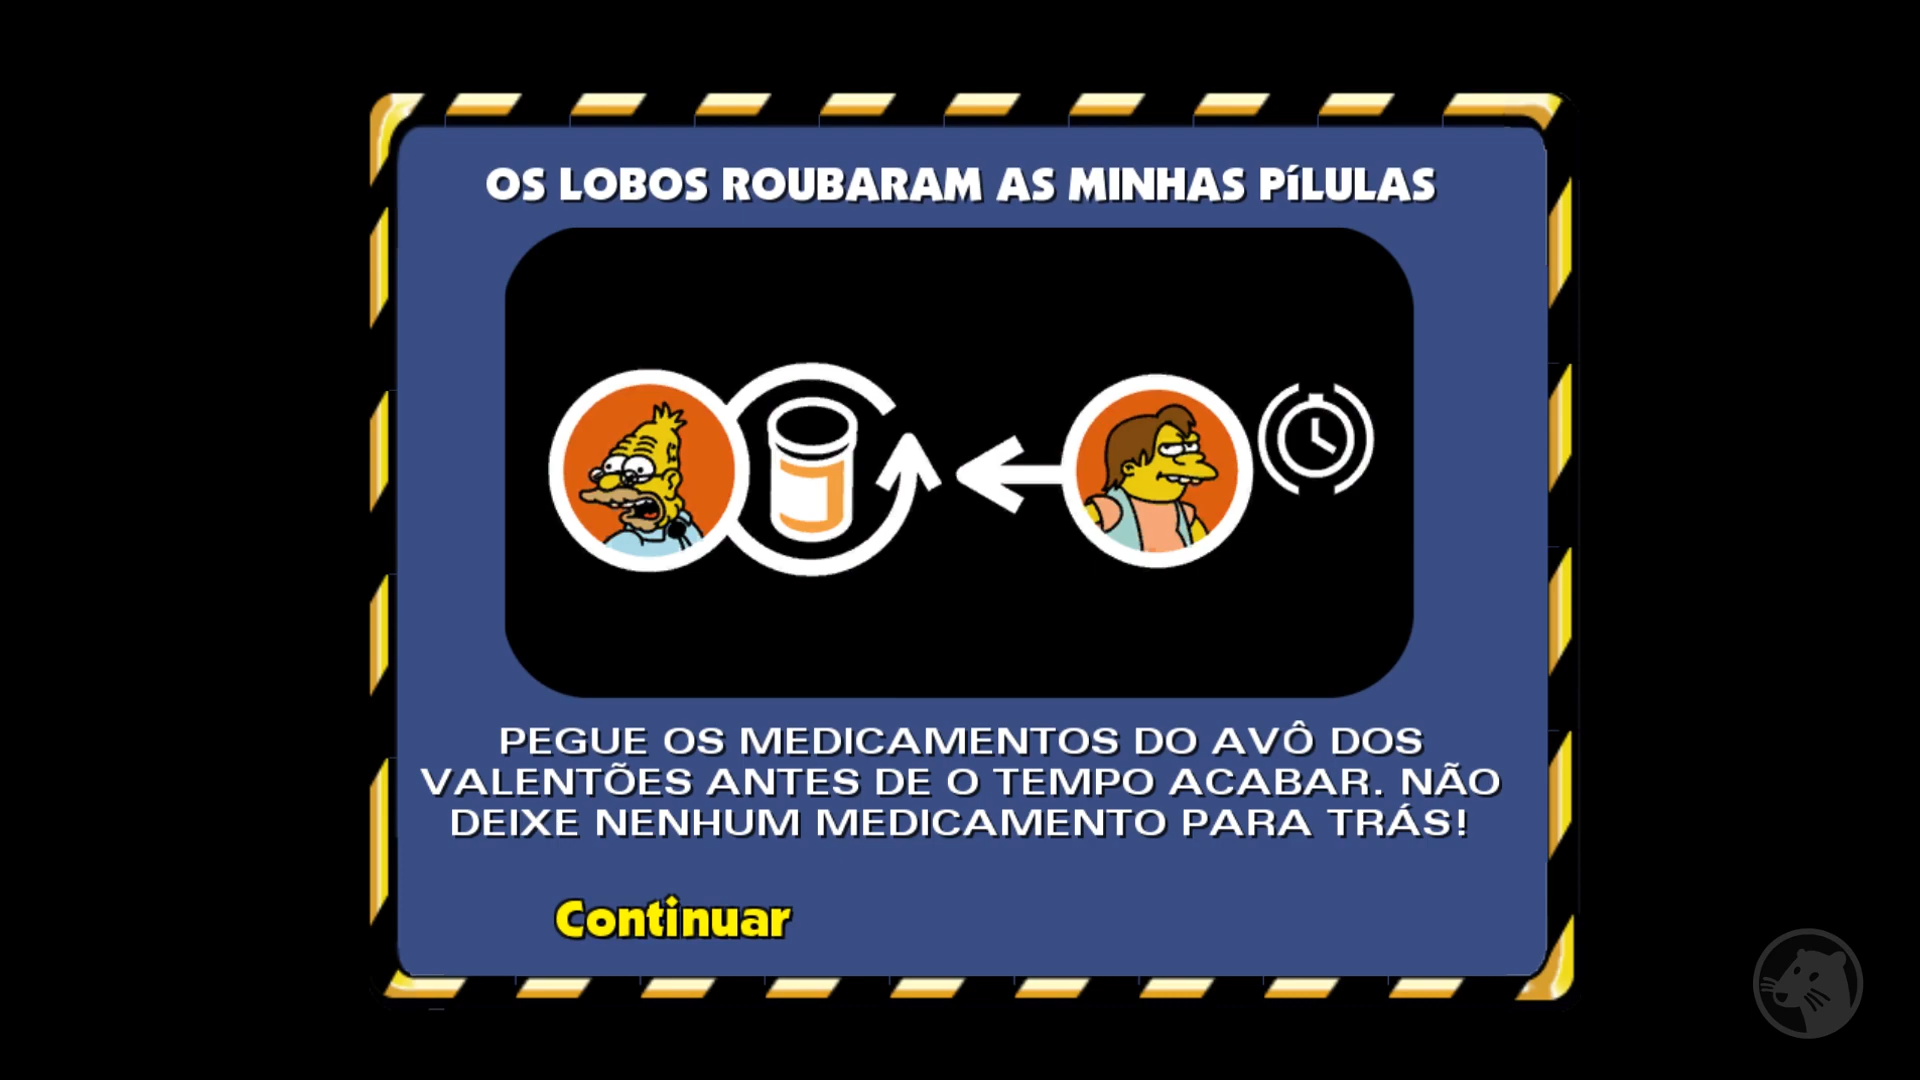 OS LOBOS ROUBARAM AS MINHAS PíLULAS
PEGUE OS MEDICAMENTOS DO AVÔ DOS
VALENTÕES ANTES DE O TEMPO ACABAR. NÃO
DEIXE NENHUM MEDICAMENTO PARA TRÁS!
Continuar